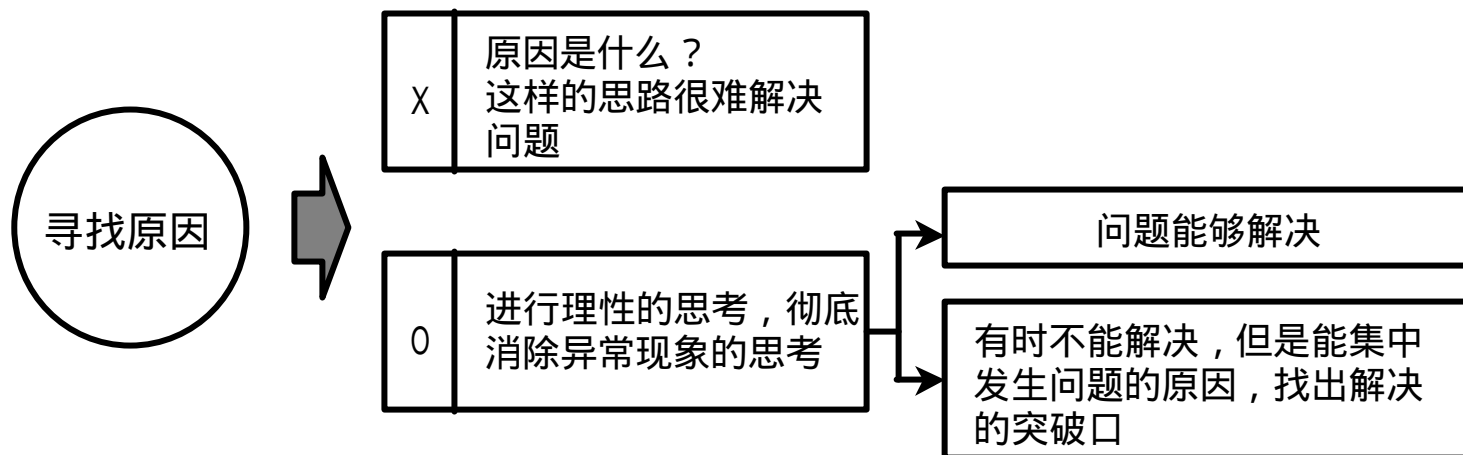 寻找原因
X
原因是什么？
这样的思路很难解决
问题
O
进行理性的思考，彻底
消除异常现象的思考
问题能够解决
有时不能解决，但是能集中
发生问题的原因，找出解决
的突破口